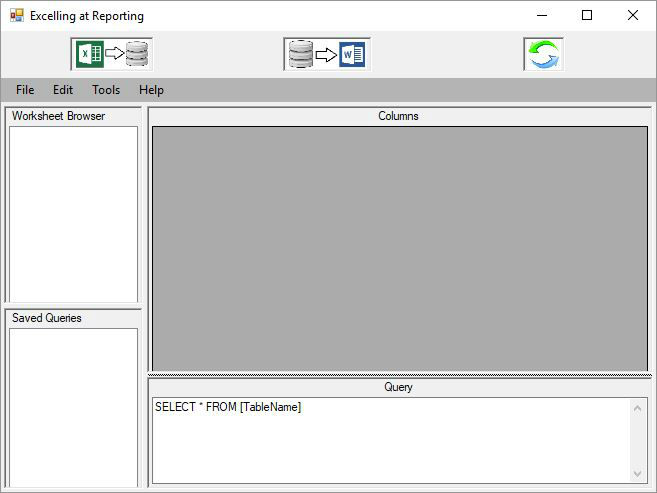 Excelling at Reporting
File Edit Tools Help
Worksheet Browser
Columns
Saved Queries
Query
SELECT * FROM [TableName]